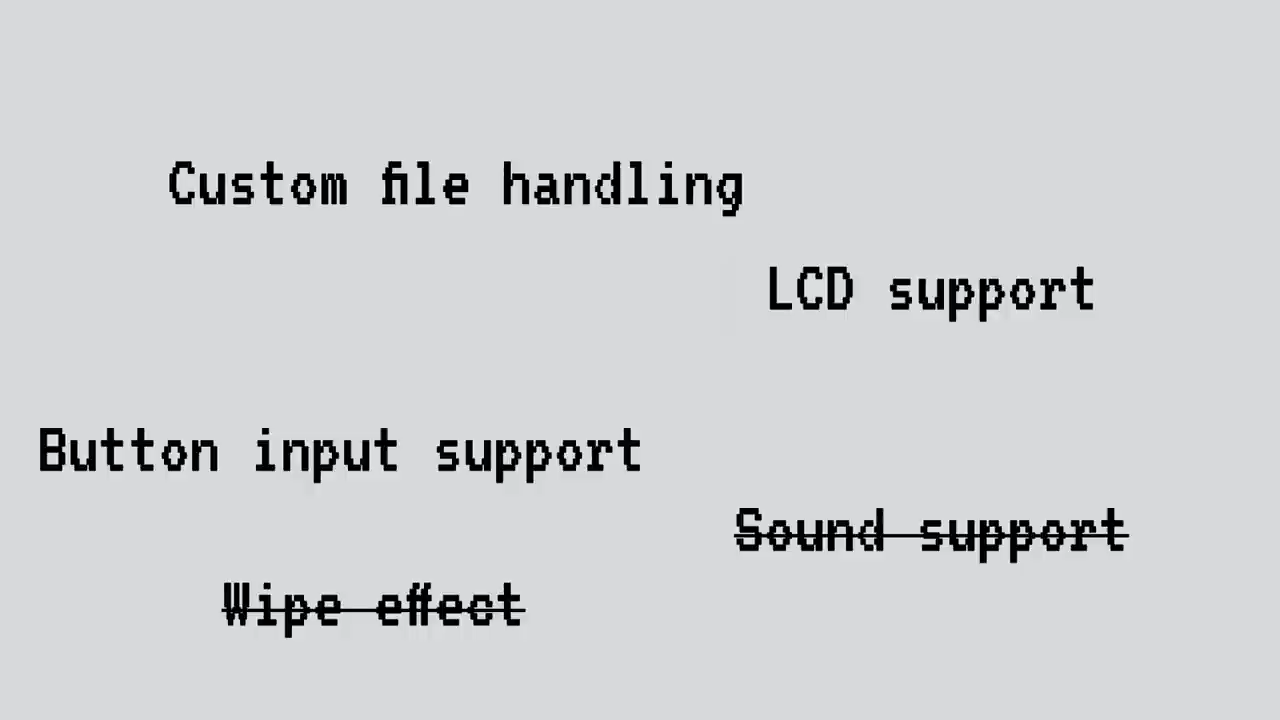 Custom file handling
LCD support
Button input support
Sound support
Wipe effect